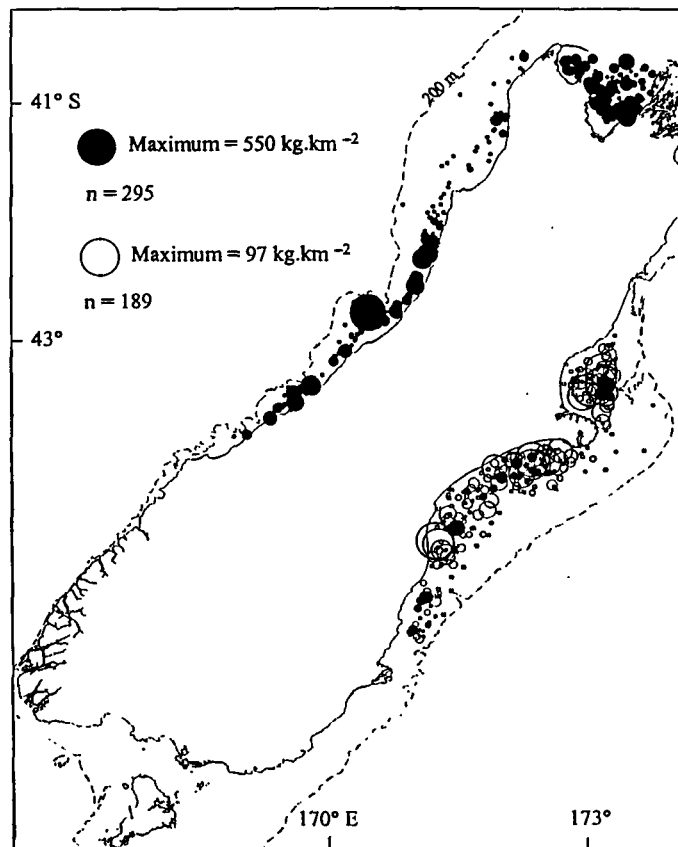 200 m
41° S
Maximum = 550 kg.km⁻²
n = 295
Maximum = 97 kg.km⁻²
n = 189
43°
170° E
173°